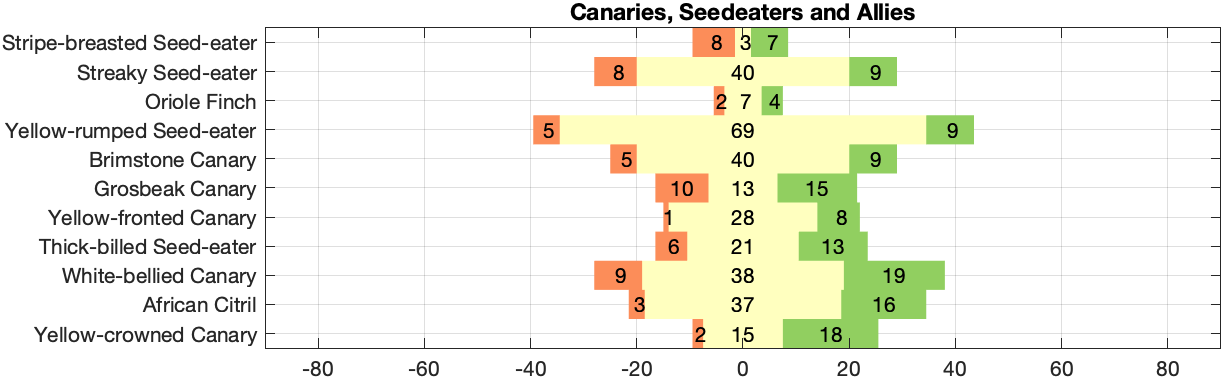 Canaries, Seedeaters and Allies
Stripe-breasted Seed-eater 8 3 7
Streaky Seed-eater 8 40 9
Oriole Finch 2 7 4
Yellow-rumped Seed-eater 5 69 9
Brimstone Canary 5 40 9
Grosbeak Canary 10 13 15
Yellow-fronted Canary 1 28 8
Thick-billed Seed-eater 6 21 13
White-bellied Canary 9 38 19
African Citril 3 37 16
Yellow-crowned Canary 2 15 18
-80 -60 -40 -20 0 20 40 60 80